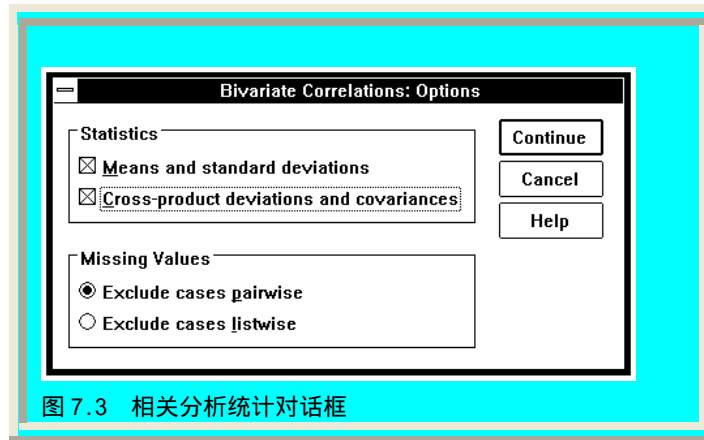 Bivariate Correlations: Options
Statistics
Means and standard deviations
Cross-product deviations and covariances
Missing Values
Exclude cases pairwise
Exclude cases listwise
Continue
Cancel
Help
图 7.3 相关分析统计对话框